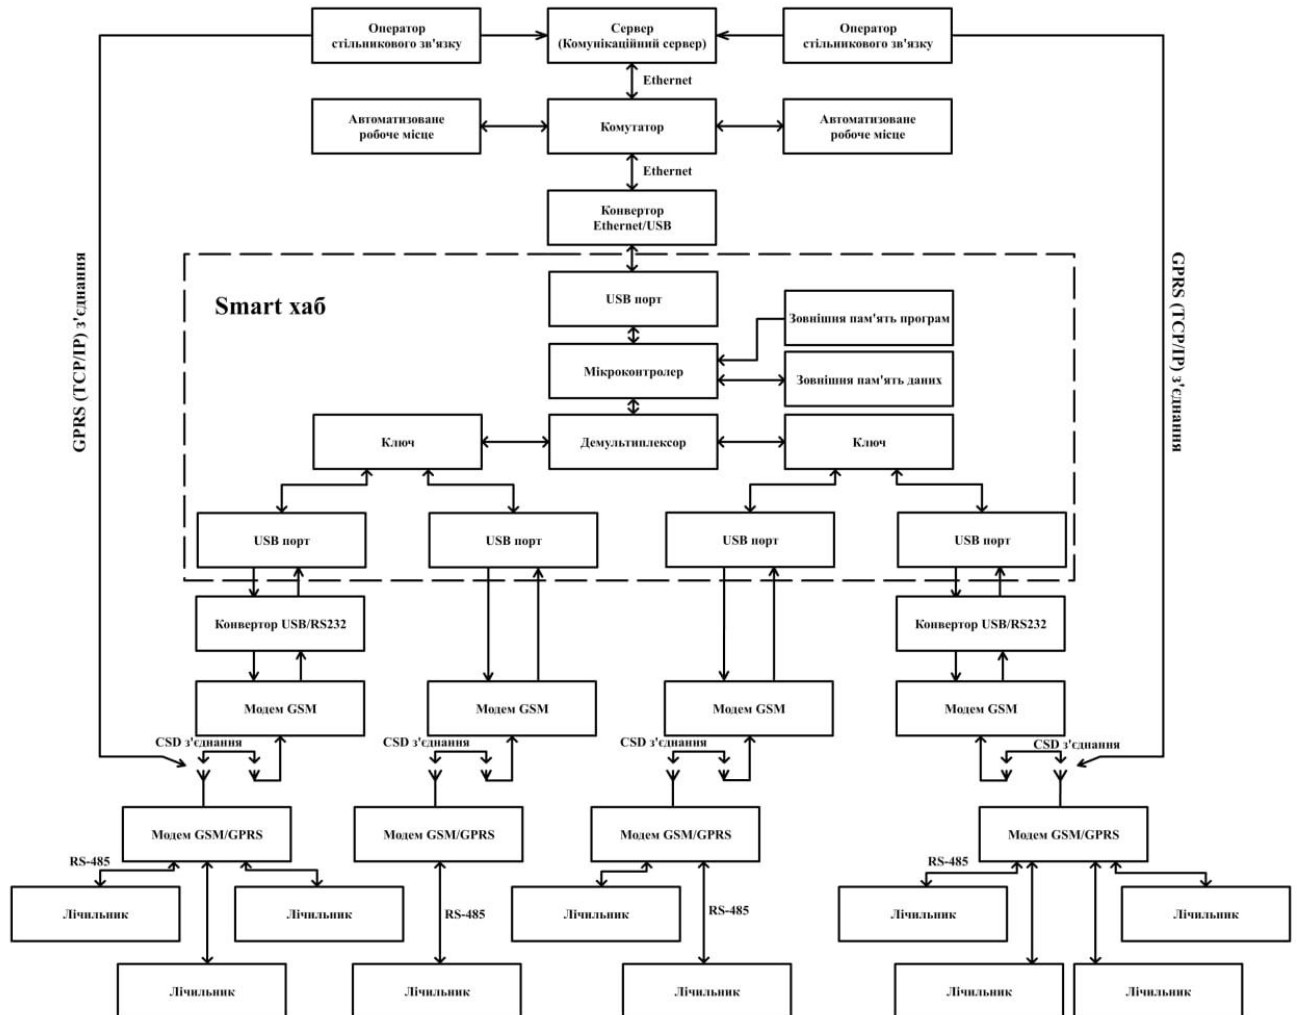 Оператор
стільникового зв'язку
Сервер
(Комунікаційний сервер)
Оператор
стільникового зв'язку
Ethernet
Автоматизоване
робоче місце
Комутатор
Автоматизоване
робоче місце
Ethernet
Конвертор
Ethernet/USB
GPRS (TCP/IP) з'єднання
GPRS (TCP/IP) з'єднання
Smart хаб
USB порт
Зовнішня пам'ять програм
Мікроконтролер
Зовнішня пам'ять даних
Ключ
Демультиплексор
Ключ
USB порт
USB порт
USB порт
USB порт
Конвертор USB/RS232
Конвертор USB/RS232
Модем GSM
Модем GSM
Модем GSM
Модем GSM
CSD з'єднання
CSD з'єднання
CSD з'єднання
CSD з'єднання
Модем GSM/GPRS
Модем GSM/GPRS
Модем GSM/GPRS
Модем GSM/GPRS
RS-485
RS-485
Лічильник
Лічильник
RS-485
Лічильник
RS-485
Лічильник
Лічильник
Лічильник
Лічильник
Лічильник
Лічильник
Лічильник